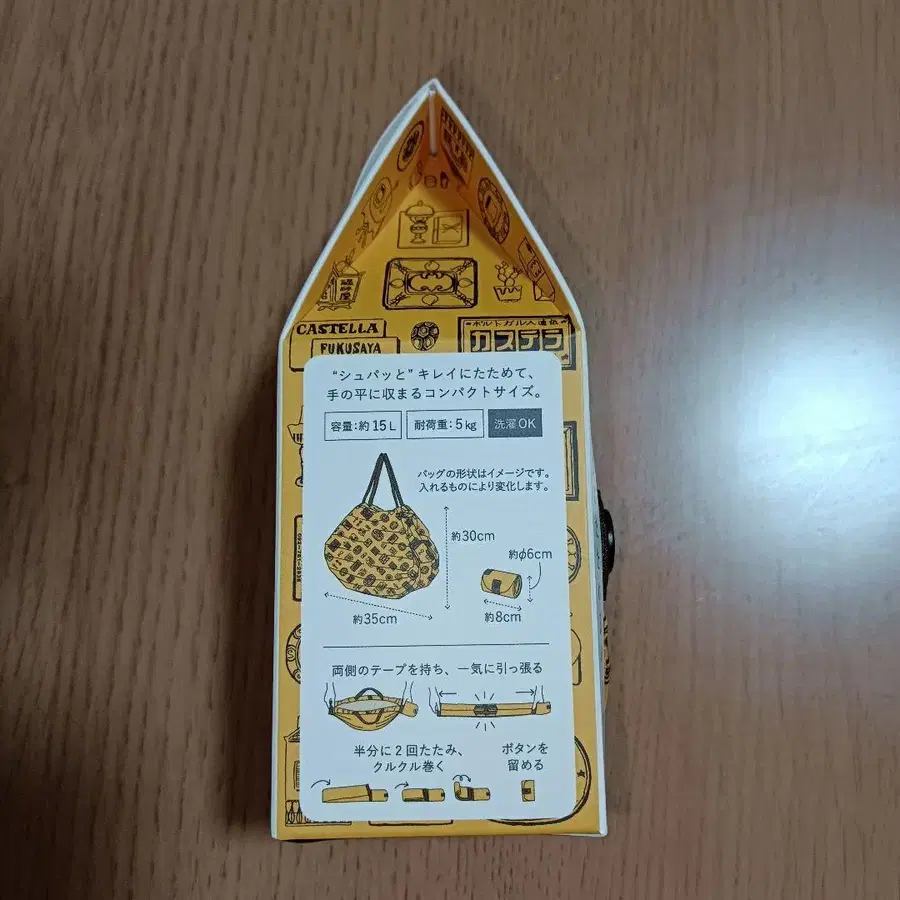 福砂屋
CASTELLA
FUKUSAYA
ポルトガル人直伝
カステラ
“シュパッと” キレイにたためて、
手の平に収まるコンパクトサイズ。
容量:約15L
耐荷重:5kg
洗濯OK
バッグの形状はイメージです。
入れるものにより変化します。
約30cm
約φ6cm
約35cm
約8cm
両側のテープを持ち、一気に引っ張る
半分に2回たたみ、
クルクル巻く
ボタンを
留める